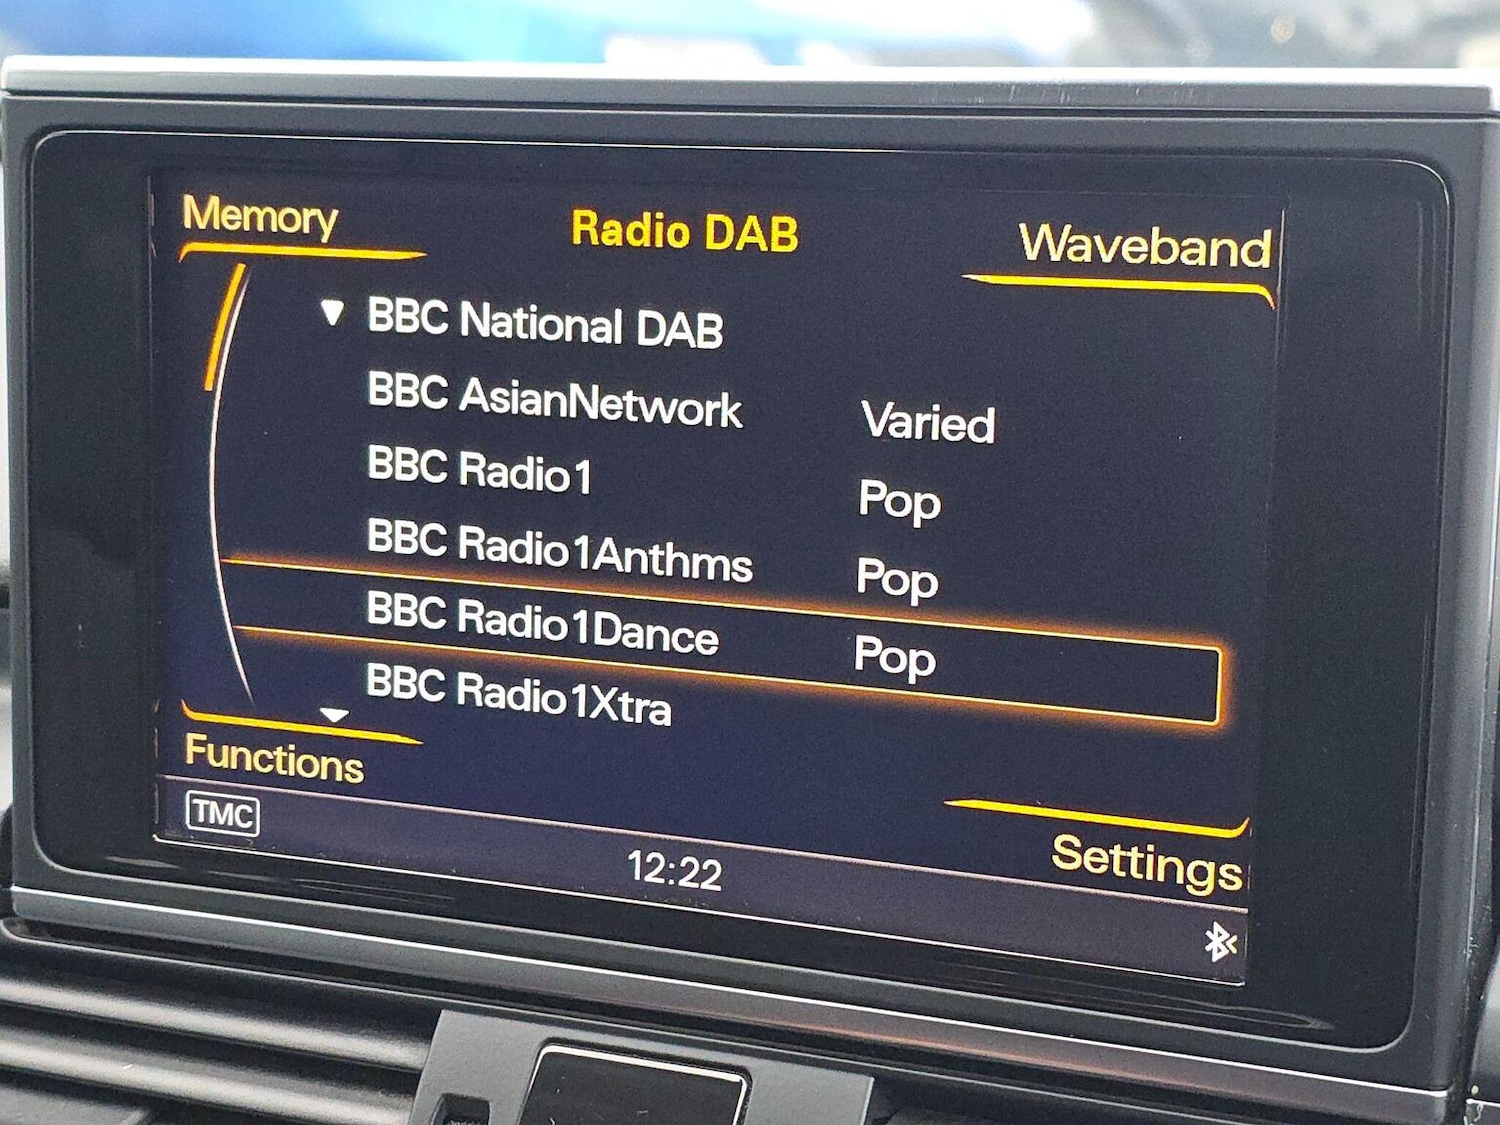 Memory
Radio DAB
Waveband
BBC National DAB
BBC AsianNetwork Varied
BBC Radio1 Pop
BBC Radio1Anthms Pop
BBC Radio1Dance Pop
BBC Radio1Xtra
Functions
TMC
12:22
Settings